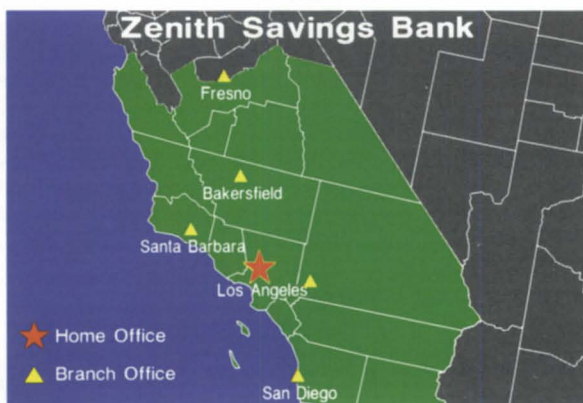 Zenith Savings Bank
Fresno
Bakersfield
Santa Barbara
Los Angeles
Home Office
Branch Office
San Diego